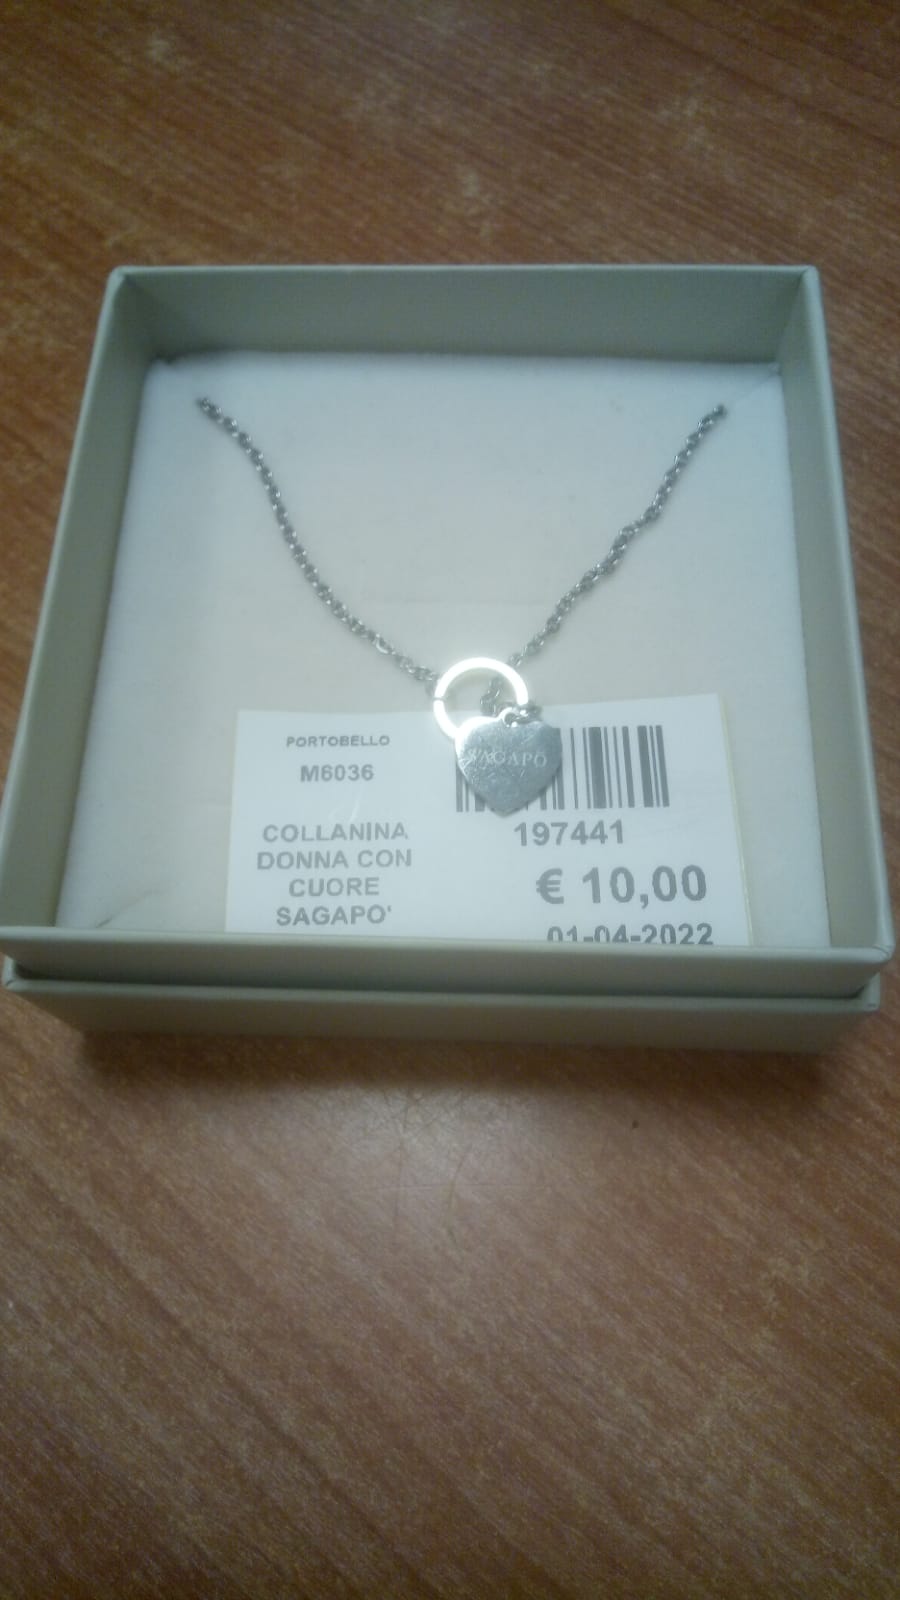 PORTOBELLO
M6036
COLLANINA
DONNA CON
CUORE
SAGAPO'
SAGAPÒ
197441
€ 10,00
01-04-2022